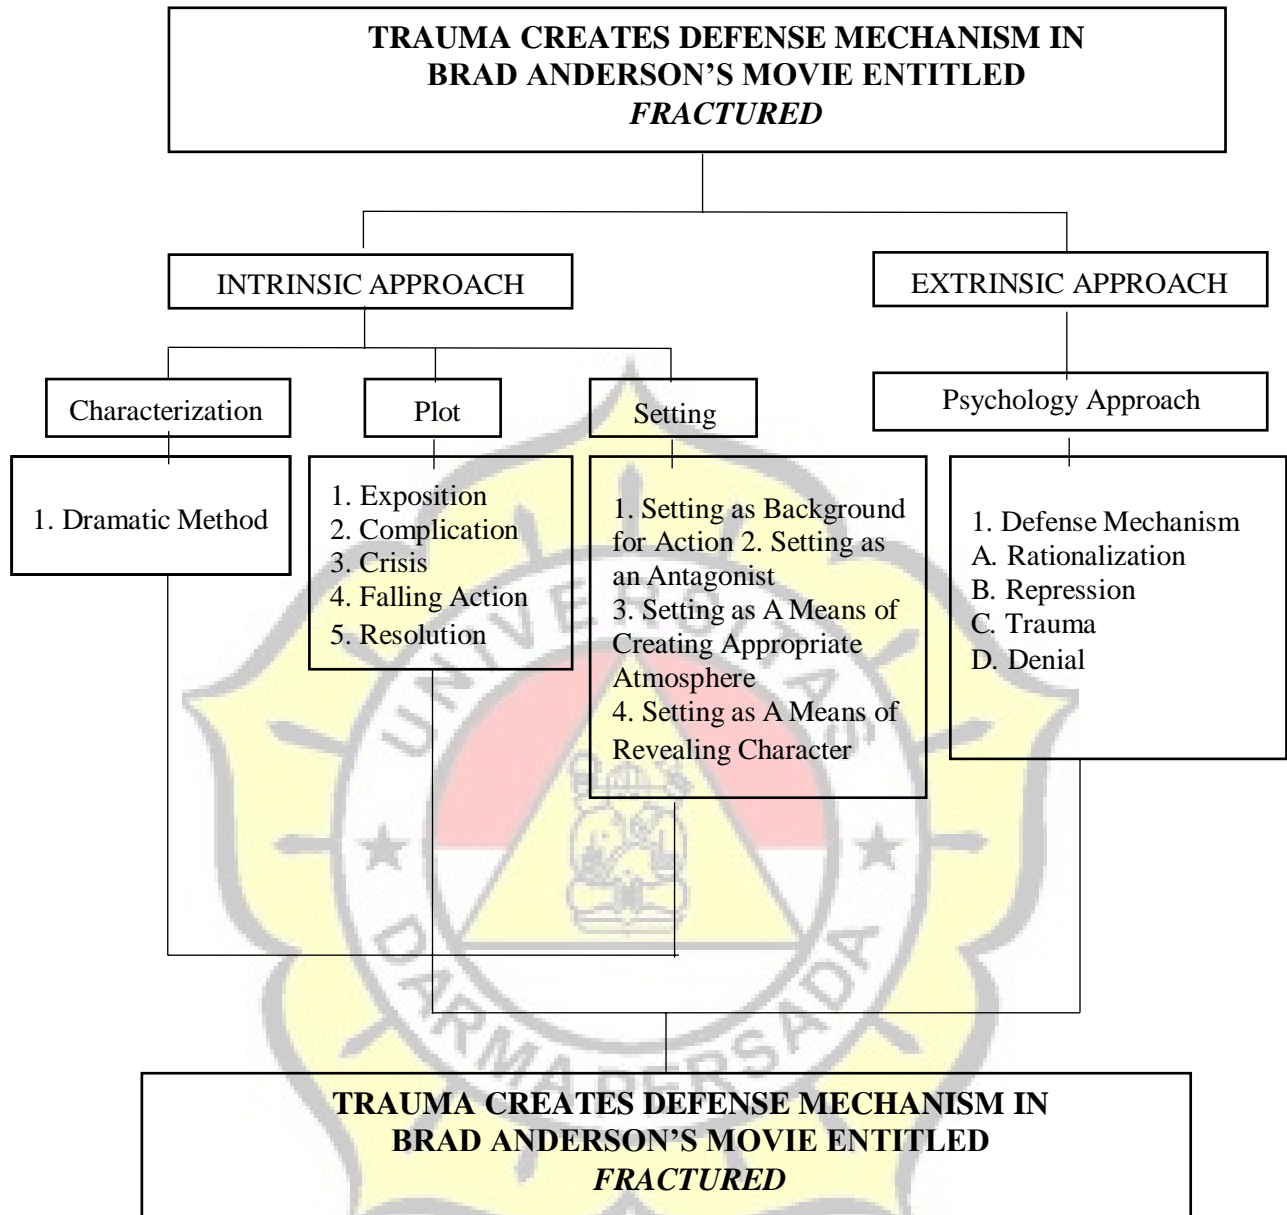 TRAUMA CREATES DEFENSE MECHANISM IN
BRAD ANDERSON’S MOVIE ENTITLED
FRACTURED
INTRINSIC APPROACH
EXTRINSIC APPROACH
Characterization
Plot
Setting
Psychology Approach
1. Dramatic Method
1. Exposition
2. Complication
3. Crisis
4. Falling Action
5. Resolution
1. Setting as Background
for Action 2. Setting as
an Antagonist
3. Setting as A Means of
Creating Appropriate
Atmosphere
4. Setting as A Means of
Revealing Character
1. Defense Mechanism
A. Rationalization
B. Repression
C. Trauma
D. Denial
UNIVERSITAS
DARMA PERSADA
TRAUMA CREATES DEFENSE MECHANISM IN
BRAD ANDERSON’S MOVIE ENTITLED
FRACTURED